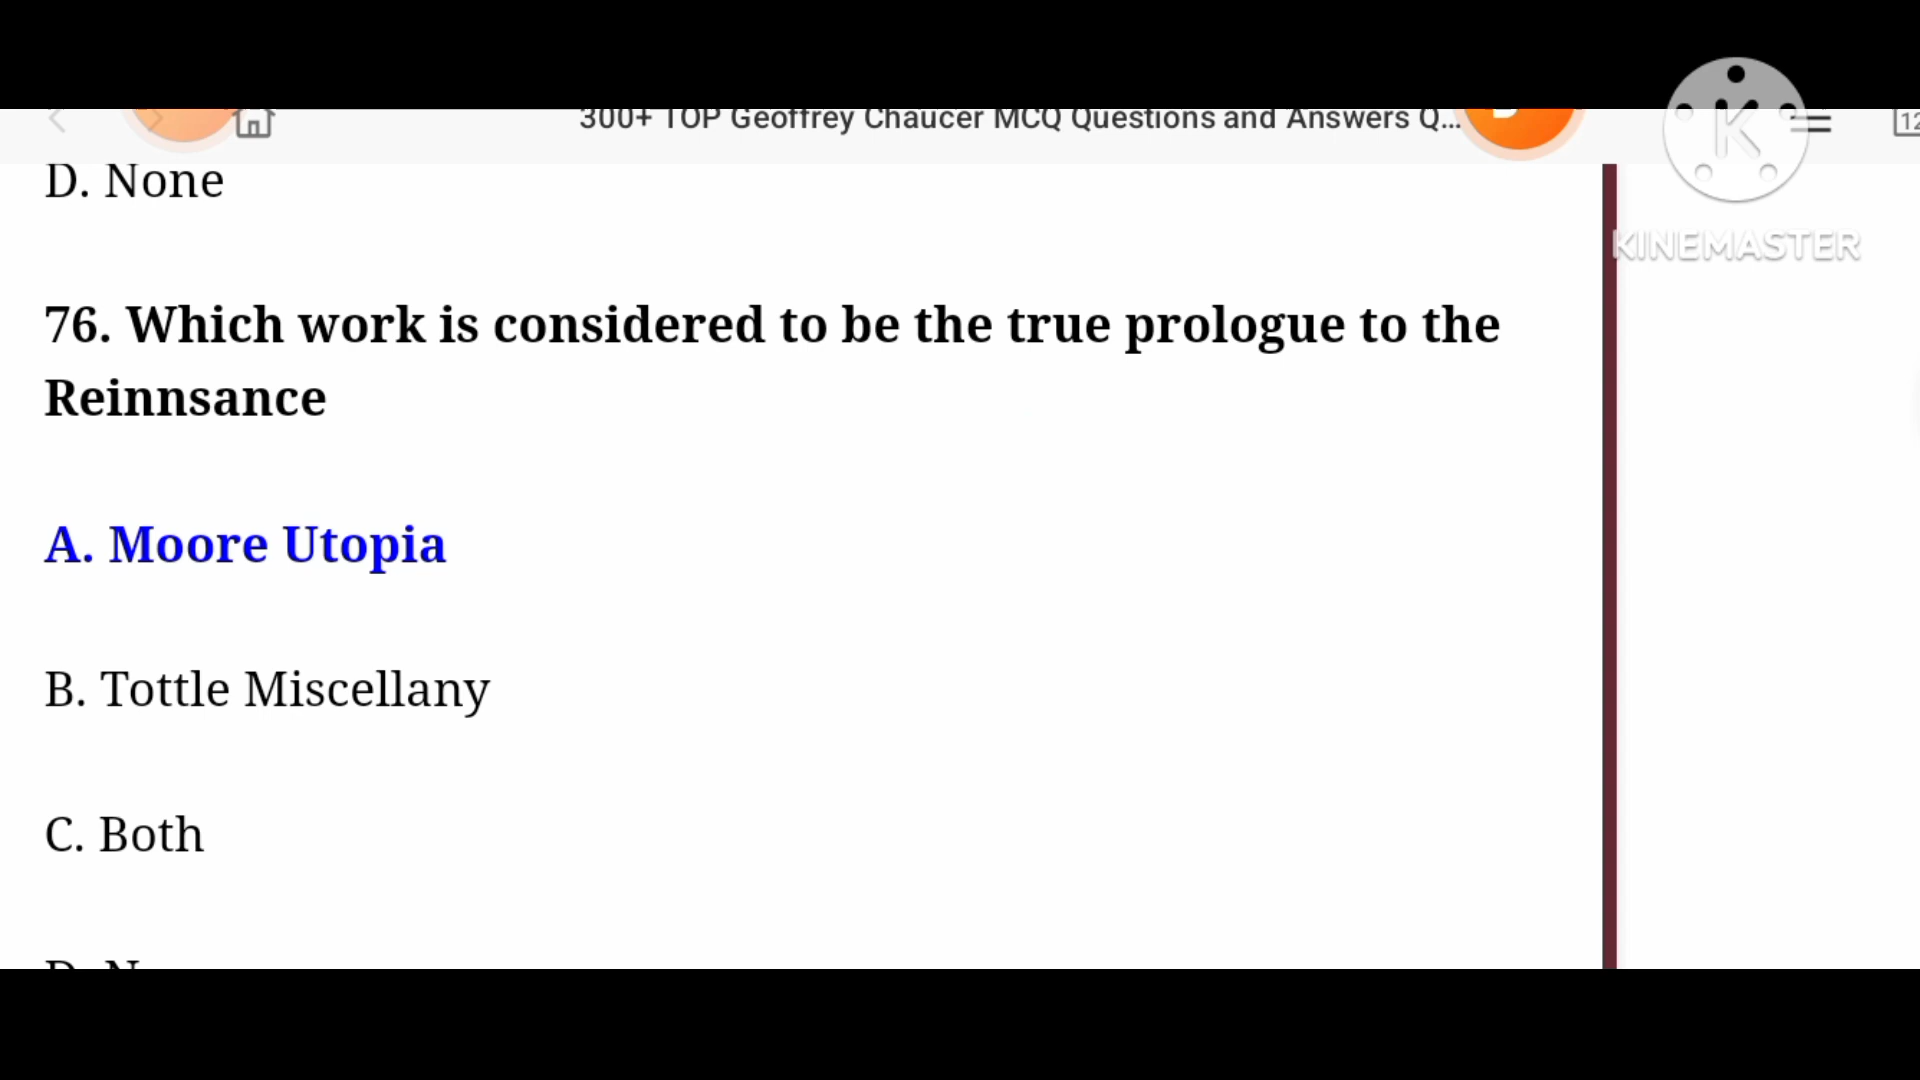 300+ TOP Geoffrey Chaucer MCQ Questions and Answers Q...
12
K
KINEMASTER
D. None
76. Which work is considered to be the true prologue to the
Reinnsance
A. Moore Utopia
B. Tottle Miscellany
C. Both